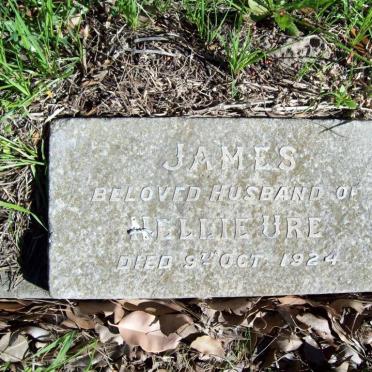 JAMES
BELOVED HUSBAND OF
NELLIE URE
DIED 9TH OCT. 1924